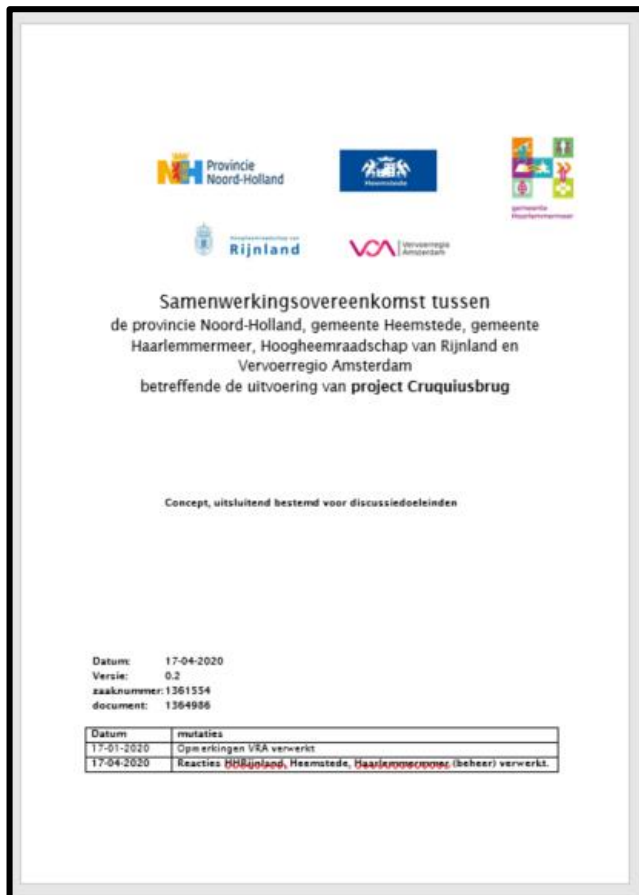 NH Provincie
Noord-Holland
Heemstede
gemeente
Haarlemmermeer
Hoogheemraadschap van
Rijnland
Vervoerregio
Amsterdam
Samenwerkingsovereenkomst tussen
de provincie Noord-Holland, gemeente Heemstede, gemeente
Haarlemmermeer, Hoogheemraadschap van Rijnland en
Vervoerregio Amsterdam
betreffende de uitvoering van project Cruquiusbrug
Concept, uitsluitend bestemd voor discussiedoeleinden
Datum: 17-04-2020
Versie: 0.2
zaaknummer: 1361554
document: 1364986
Datum mutaties
17-01-2020 Opmerkingen VRA verwerkt
17-04-2020 Reacties HHRijnland, Heemstede, (beheer) verwerkt.